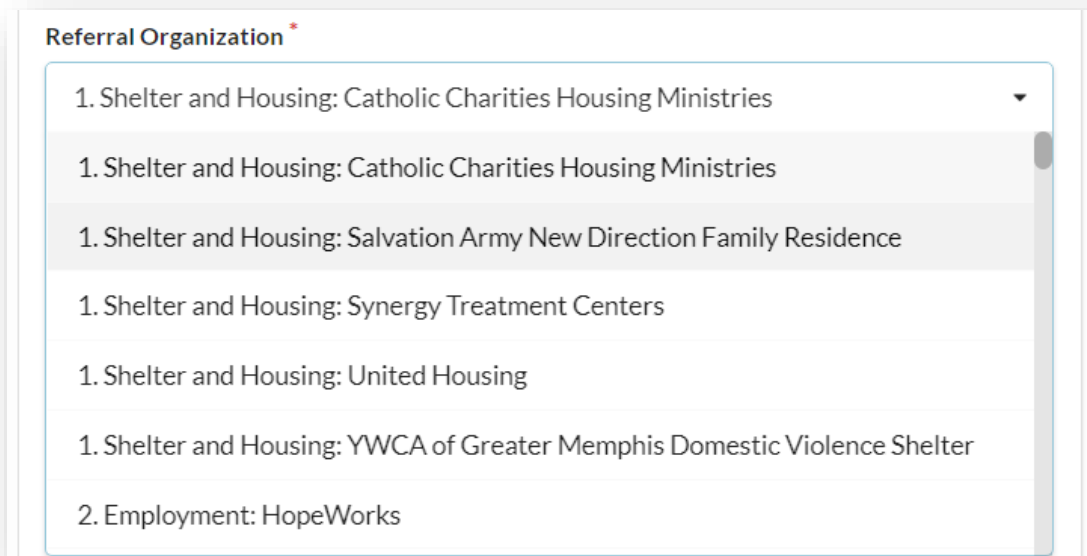 Referral Organization *
1. Shelter and Housing: Catholic Charities Housing Ministries
1. Shelter and Housing: Catholic Charities Housing Ministries
1. Shelter and Housing: Salvation Army New Direction Family Residence
1. Shelter and Housing: Synergy Treatment Centers
1. Shelter and Housing: United Housing
1. Shelter and Housing: YWCA of Greater Memphis Domestic Violence Shelter
2. Employment: HopeWorks